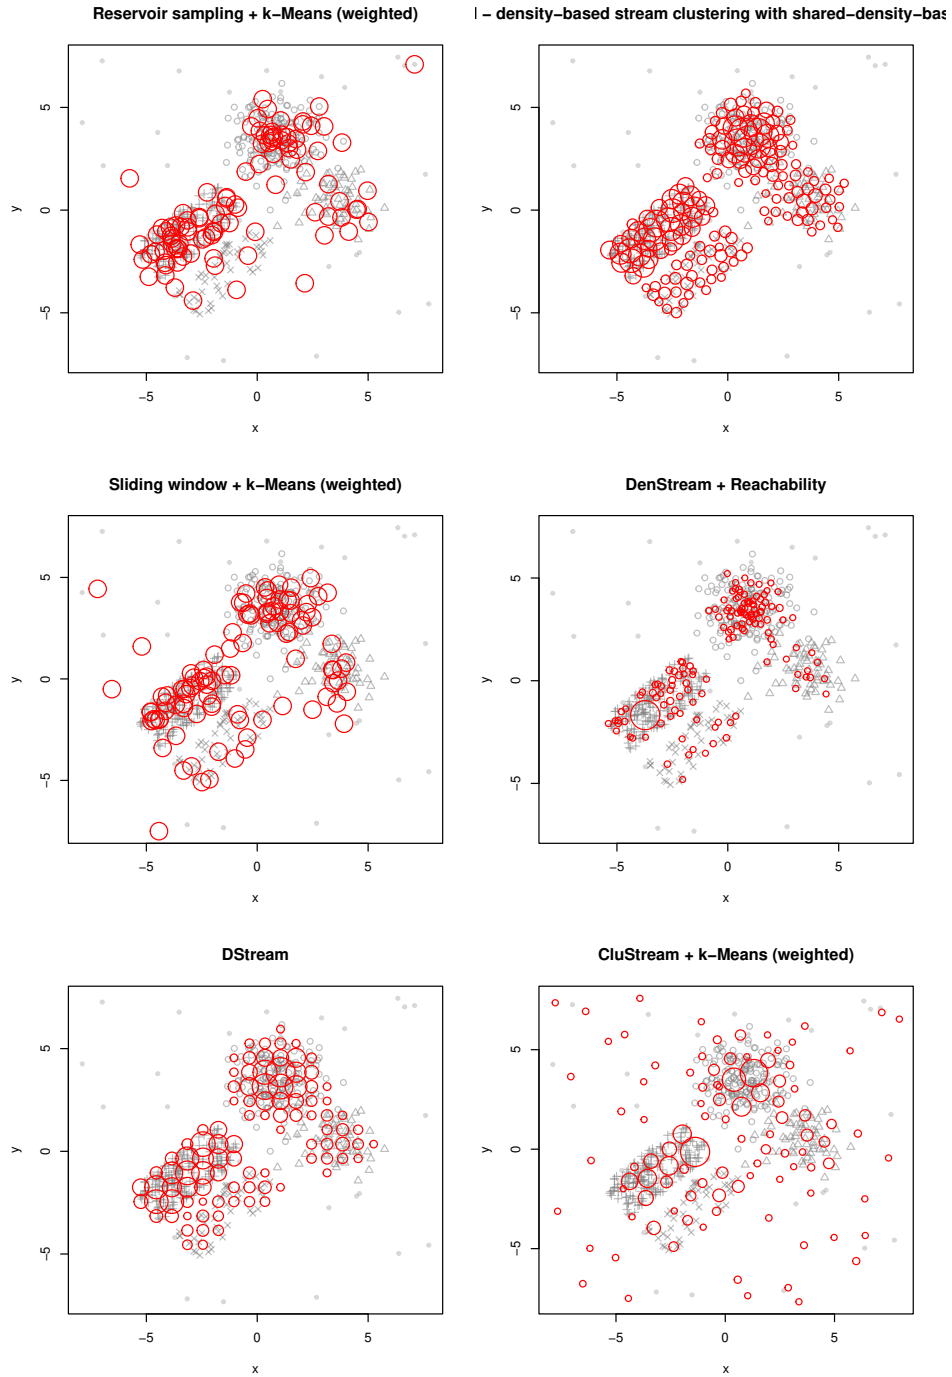 Reservoir sampling + k−Means (weighted)
− density−based stream clustering with shared−density−bas
5
0
−5
y
−5 0 5
x
5
0
−5
y
−5 0 5
x
Sliding window + k−Means (weighted)
DenStream + Reachability
5
0
−5
y
−5 0 5
x
5
0
−5
y
−5 0 5
x
DStream
CluStream + k−Means (weighted)
5
0
−5
y
−5 0 5
x
5
0
−5
y
−5 0 5
x